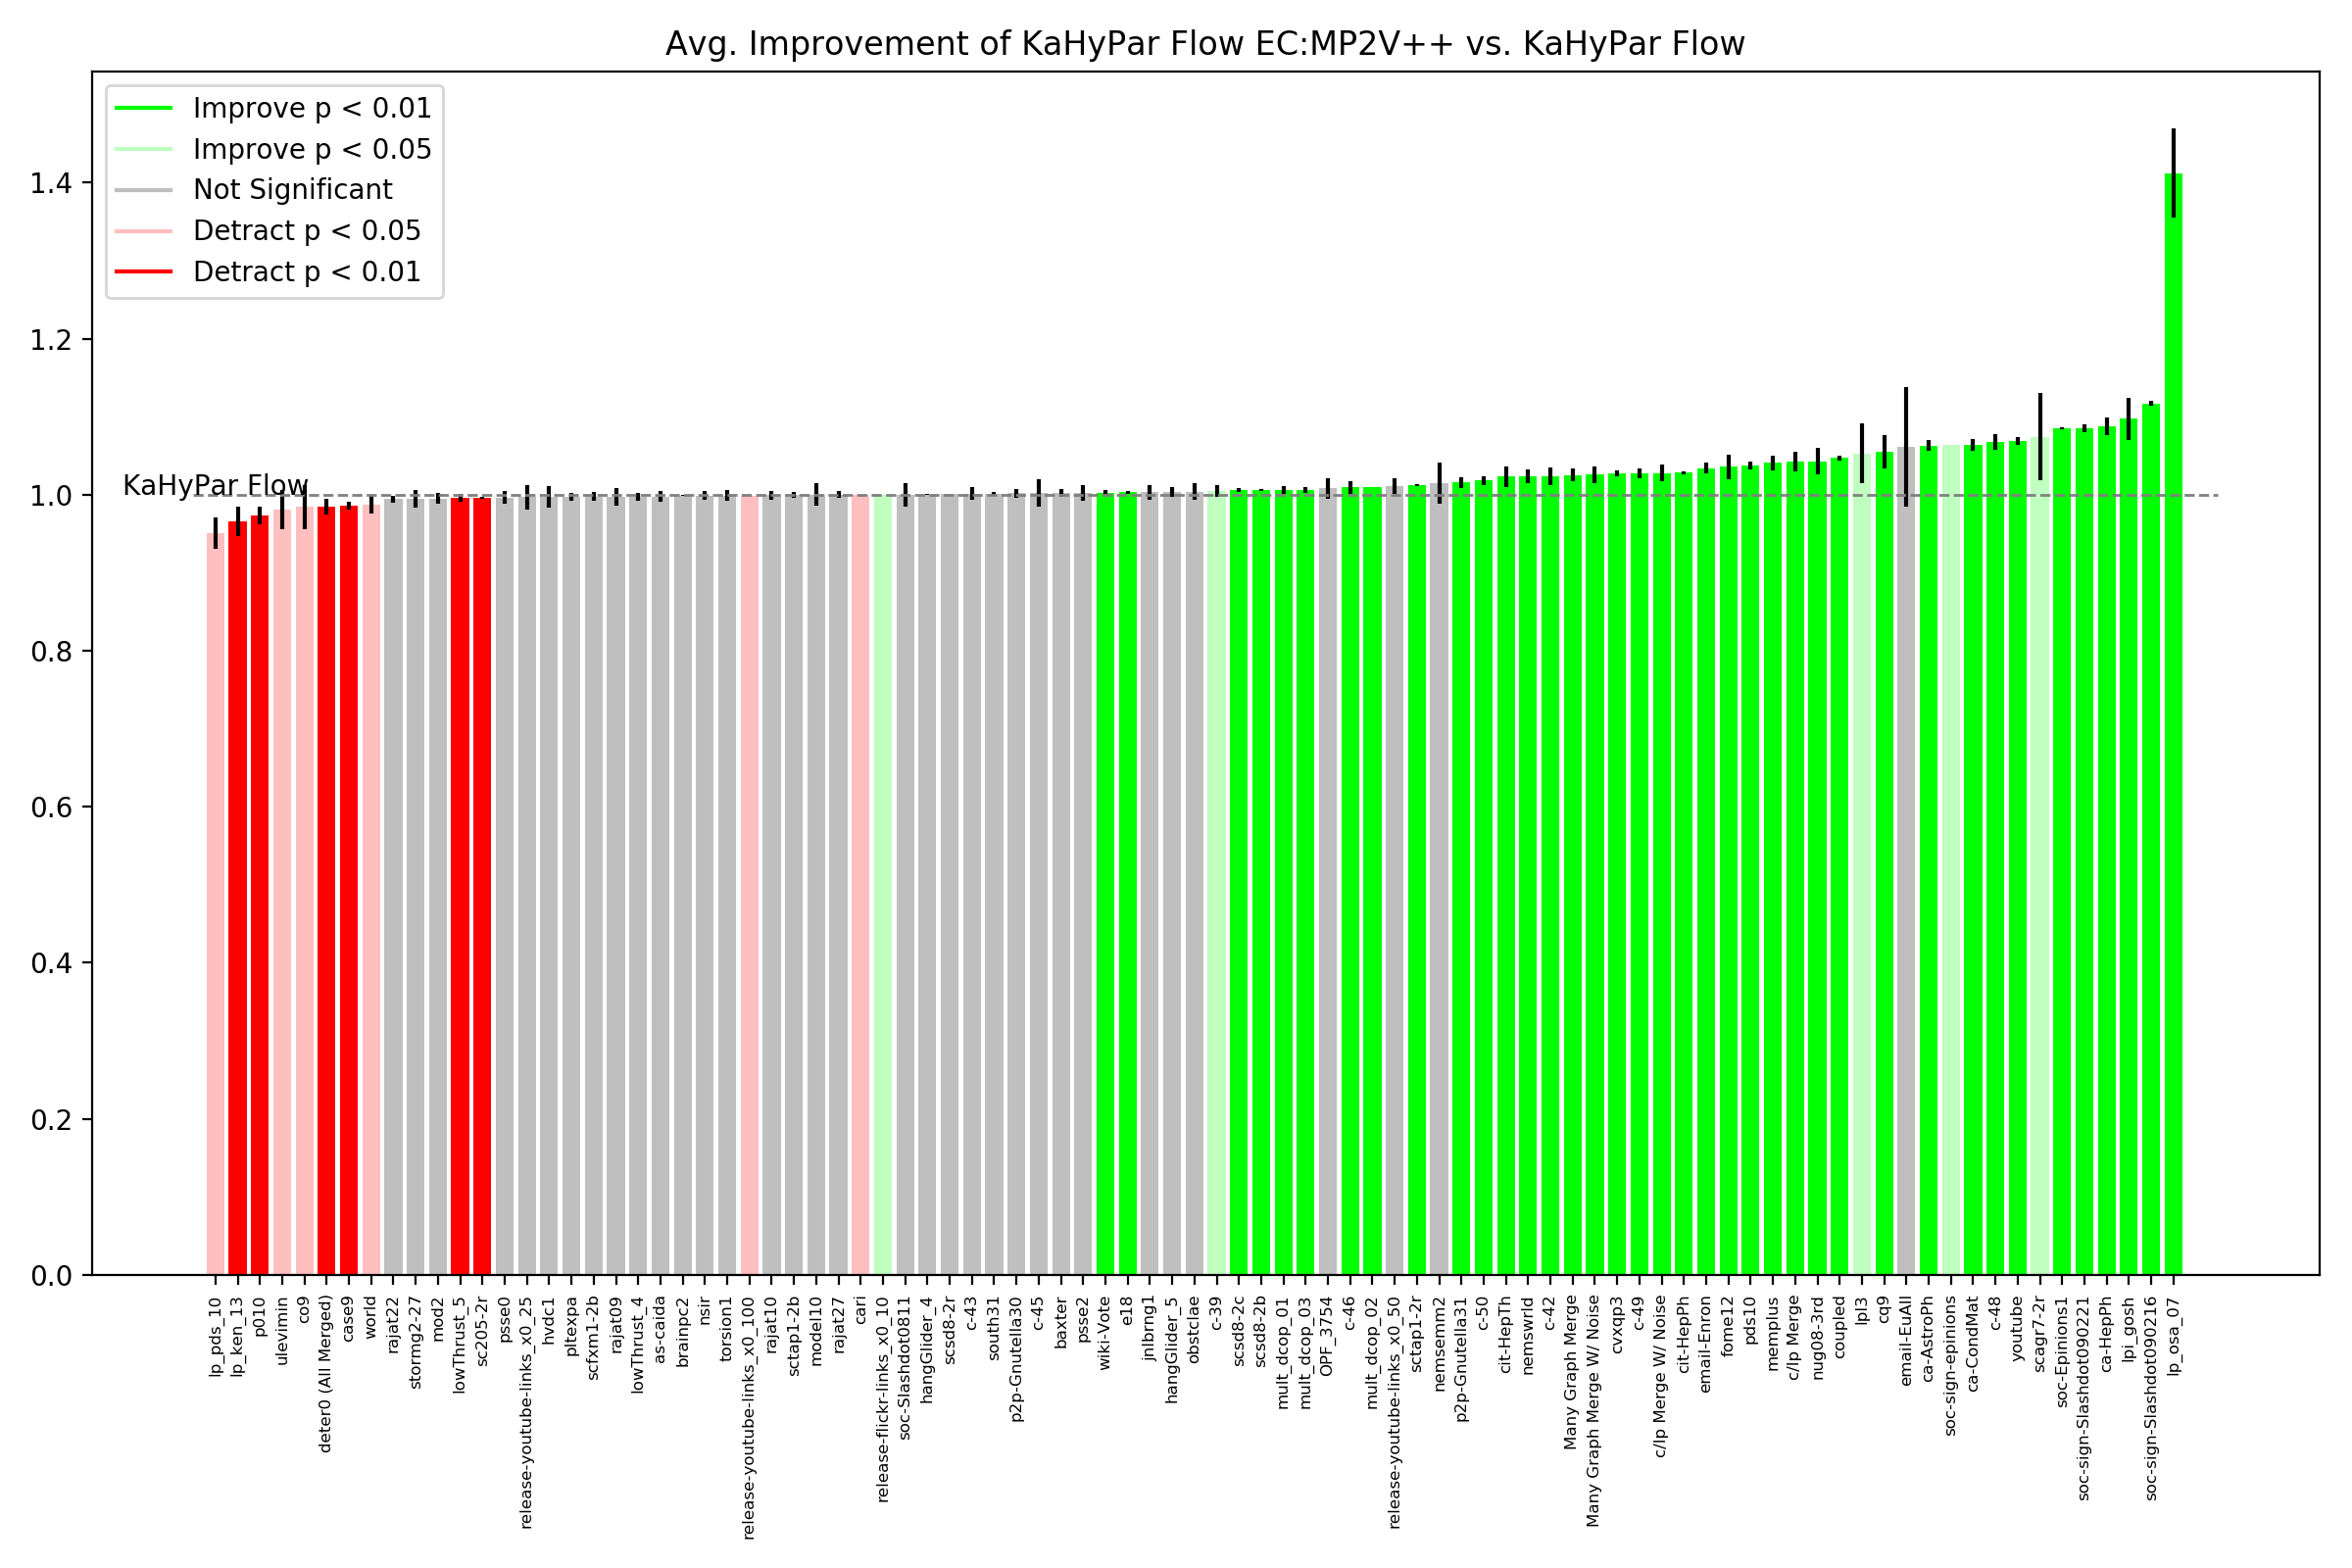 Avg. Improvement of KaHyPar Flow EC:MP2V++ vs. KaHyPar Flow
Improve p < 0.01
Improve p < 0.05
Not Significant
Detract p < 0.05
Detract p < 0.01
1.4
1.2
1.0
0.8
0.6
0.4
0.2
0.0
KaHyPar Flow
lp_pds_10
lp_ken_13
p010
ulevimin
co9
deter0 (All Merged)
case9
world
rajat22
stormg2-27
mod2
lowThrust_5
sc205-2r
psse0
release-youtube-links_x0_25
hvdc1
pltexpa
scfxm1-2b
rajat09
lowThrust_4
as-caida
brainpc2
nsir
torsion1
release-youtube-links_x0_100
rajat10
sctap1-2b
model10
rajat27
cari
release-flickr-links_x0_10
soc-Slashdot0811
hangGlider_4
scsd8-2r
c-43
south31
p2p-Gnutella30
c-45
baxter
psse2
wiki-Vote
e18
jnlbrng1
hangGlider_5
obstclae
c-39
scsd8-2c
scsd8-2b
mult_dcop_01
mult_dcop_03
OPF_3754
c-46
mult_dcop_02
release-youtube-links_x0_50
sctap1-2r
nemsemm2
p2p-Gnutella31
c-50
cit-HepTh
nemswrld
c-42
Many Graph Merge
Many Graph Merge W/ Noise
cvxqp3
c-49
c/lp Merge W/ Noise
cit-HepPh
email-Enron
fome12
pds10
memplus
c/lp Merge
nug08-3rd
coupled
lpl3
cq9
email-EuAll
ca-AstroPh
soc-sign-epinions
ca-CondMat
c-48
youtube
scagr7-2r
soc-Epinions1
soc-sign-Slashdot090221
ca-HepPh
lpi_gosh
soc-sign-Slashdot090216
lp_osa_07